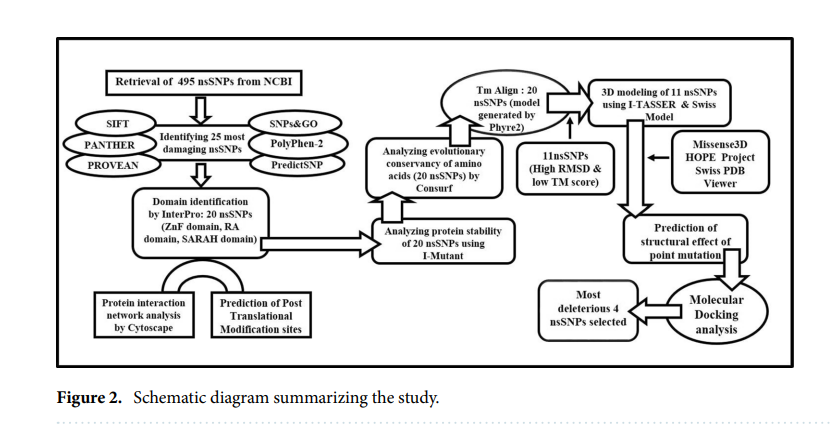 Retrieval of 495 nsSNPs from NCBI
SIFT
PANTHER
PROVEAN
Identifying 25 most
damaging nsSNPs
SNPs&GO
PolyPhen-2
PredictSNP
Domain identification
by InterPro: 20 nsSNPs
(ZnF domain, RA
domain, SARAH domain)
Protein interaction
network analysis
by Cytoscape
Prediction of Post
Translational
Modification sites
Analyzing protein stability
of 20 nsSNPs using
I-Mutant
Analyzing evolutionary
conservancy of amino
acids (20 nsSNPs) by
Consurf
Tm Align : 20
nsSNPs (model
generated by
Phyre2)
11nsSNPs
(High RMSD &
low TM score)
3D modeling of 11 nsSNPs
using I-TASSER & Swiss
Model
Missense3D
HOPE Project
Swiss PDB
Viewer
Prediction of
structural effect of
point mutation
Molecular
Docking
analysis
Most
deleterious 4
nsSNPs selected
Figure 2. Schematic diagram summarizing the study.